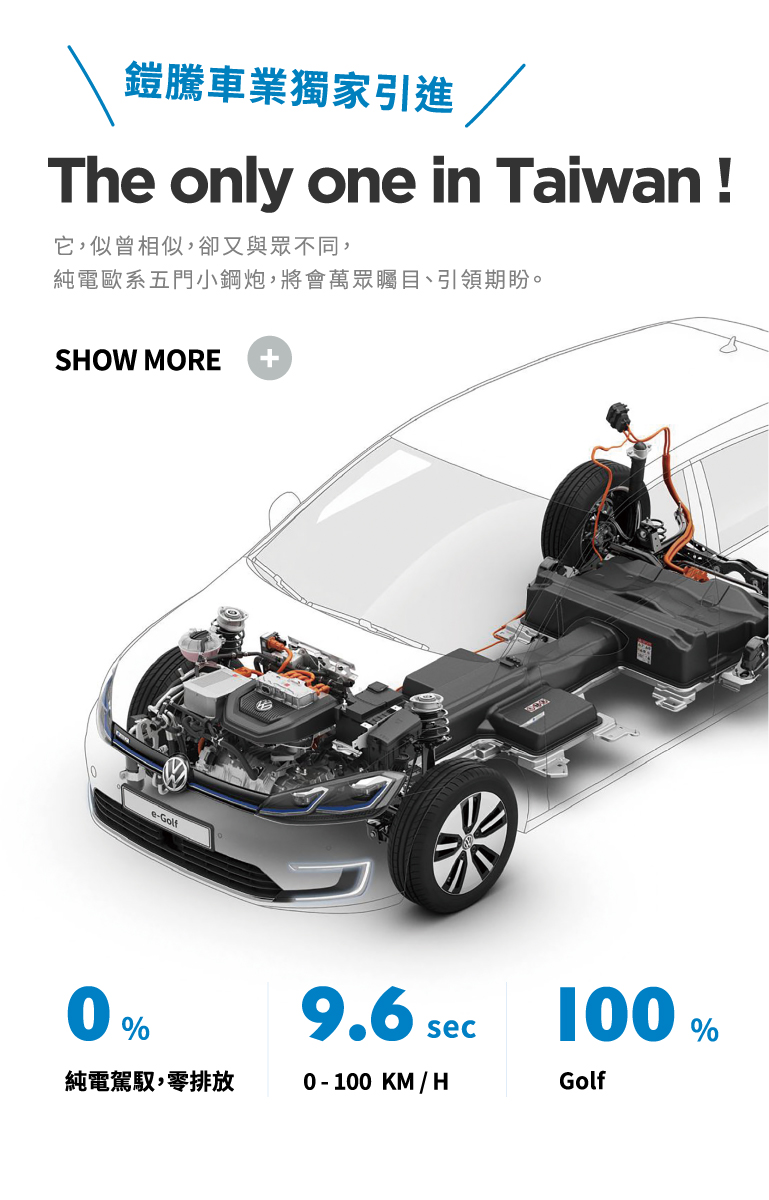 鎧騰車業獨家引進
The only one in Taiwan !
它，似曾相似，卻又與眾不同，
純電歐系五門小鋼炮，將會萬眾矚目、引領期盼。
SHOW MORE +
e-Golf
0 %
純電駕馭，零排放
9.6 sec
0 - 100 KM / H
100 %
Golf